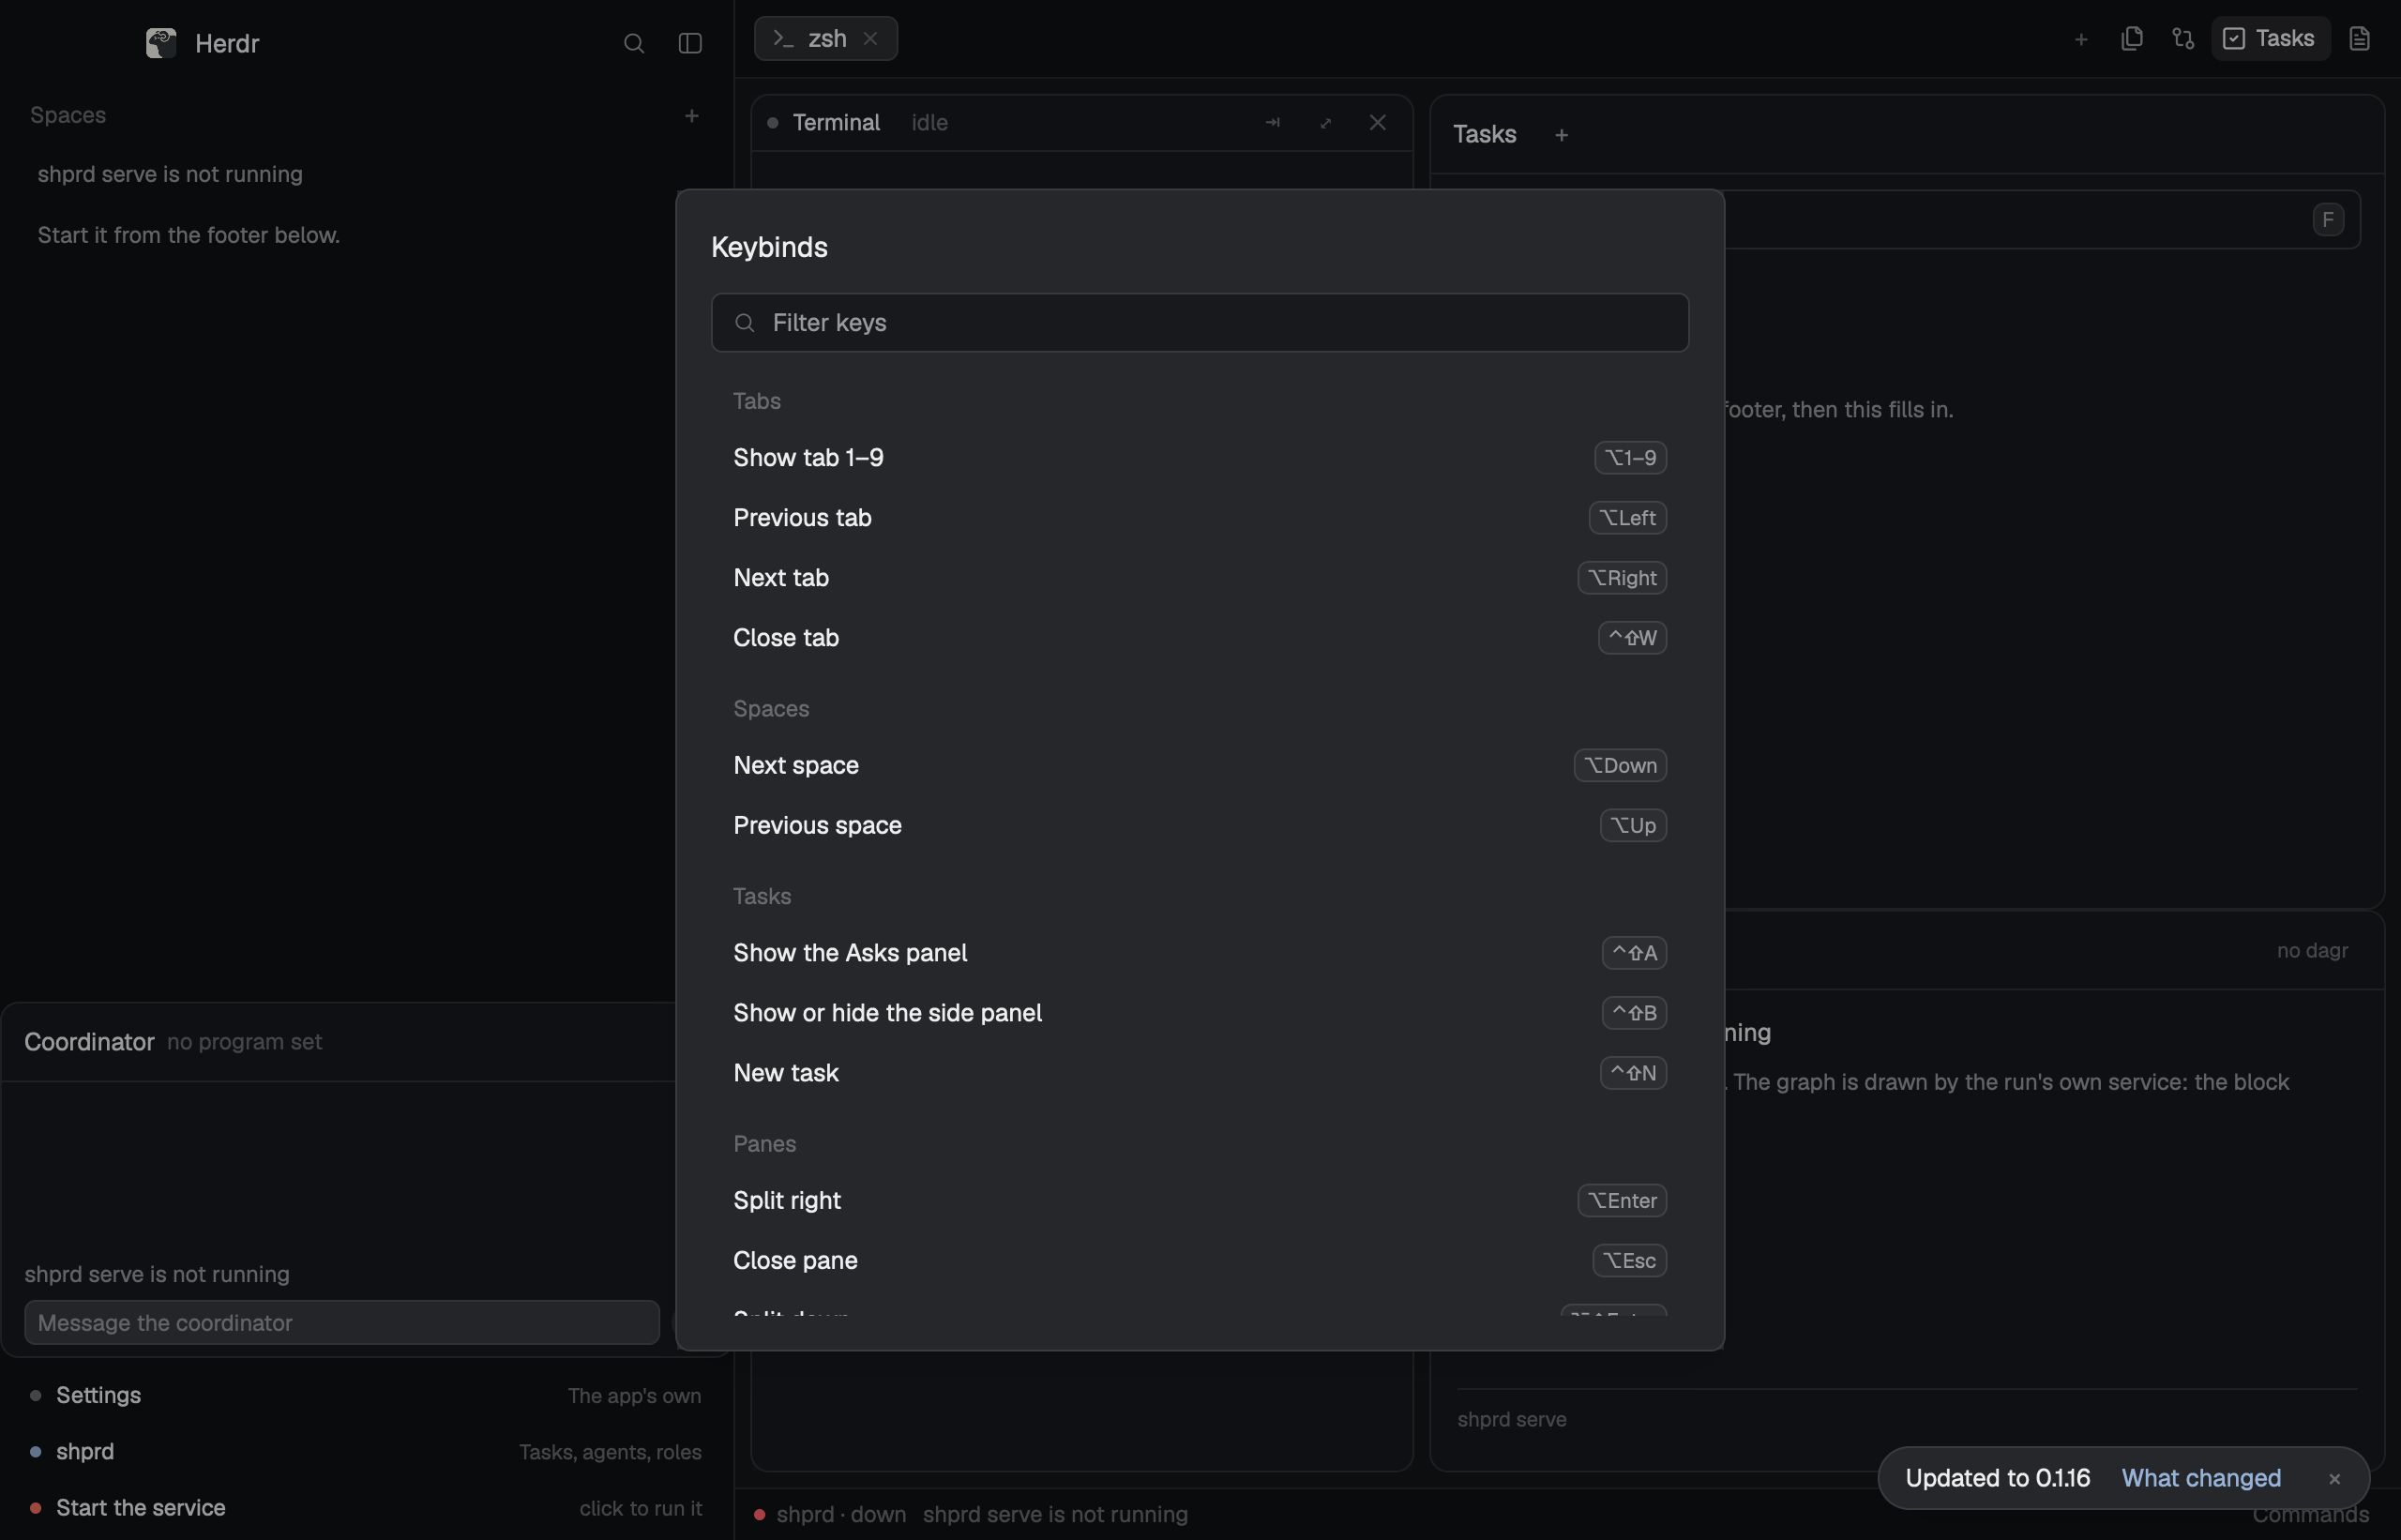 Herdr
Spaces
shprd serve is not running
Start it from the footer below.
Coordinator no program set
shprd serve is not running
Message the coordinator
Settings The app's own
shprd Tasks, agents, roles
Start the service click to run it
zsh
Tasks
Terminal idle
Tasks
F
footer, then this fills in.
no dagr
ning
. The graph is drawn by the run's own service: the block
shprd serve
Keybinds
Filter keys
Tabs
Show tab 1–9 ⌥1–9
Previous tab ⌥Left
Next tab ⌥Right
Close tab ⌃⇧W
Spaces
Next space ⌥Down
Previous space ⌥Up
Tasks
Show the Asks panel ⌃⇧A
Show or hide the side panel ⌃⇧B
New task ⌃⇧N
Panes
Split right ⌥Enter
Close pane ⌥Esc
Updated to 0.1.16 What changed
shprd · down shprd serve is not running
Commands